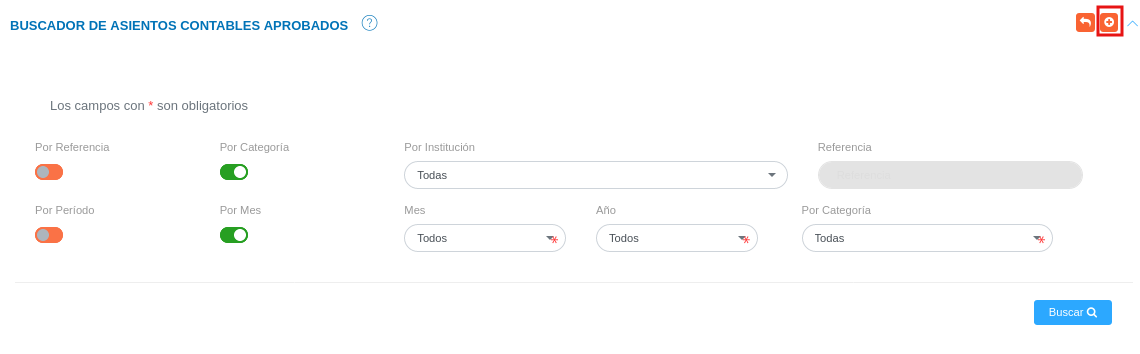 BUSCADOR DE ASIENTOS CONTABLES APROBADOS ?
Los campos con * son obligatorios
Por Referencia Por Categoría Por Institución Referencia
Todas
Por Período Por Mes Mes Año Por Categoría
Todos * Todos * Todas *
Buscar